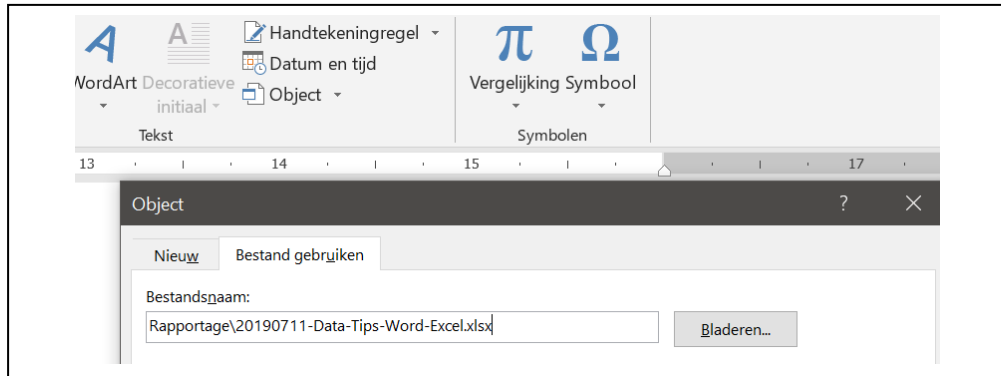 Handtekeningregel
WordArt Decoratieve initiaal
Datum en tijd
Object
Vergelijking Symbool
Tekst
Symbolen
13 14 15 17
Object ? ×
Nieuw Bestand gebruiken
Bestandsnaam:
Rapportage\20190711-Data-Tips-Word-Excel.xlsx
Bladeren...